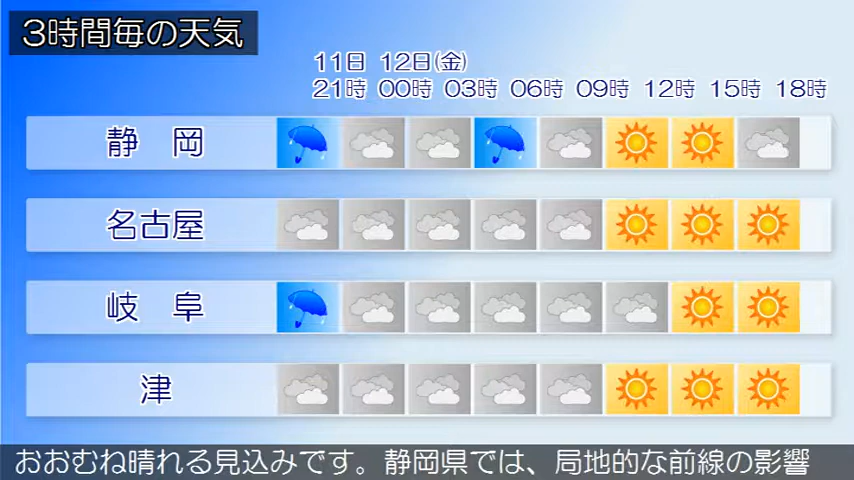 3時間毎の天気
11日 12日(金)
21時 00時 03時 06時 09時 12時 15時 18時
静 岡
名古屋
岐 阜
津
おおむね晴れる見込みです。静岡県では、局地的な前線の影響